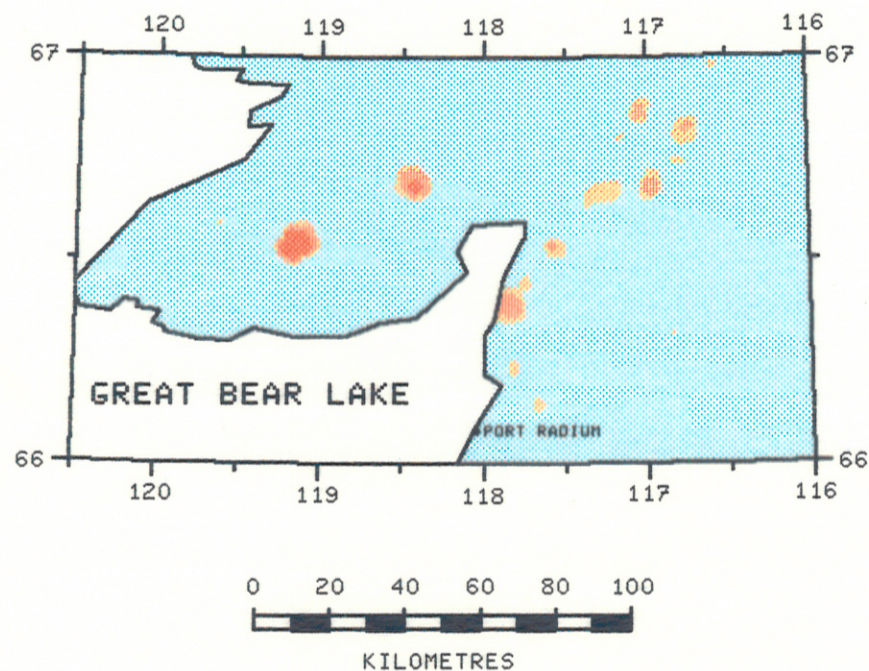 120 119 118 117 116
67 67
GREAT BEAR LAKE
PORT RADIUM
66 66
120 119 118 117 116
0 20 40 60 80 100
KILOMETRES